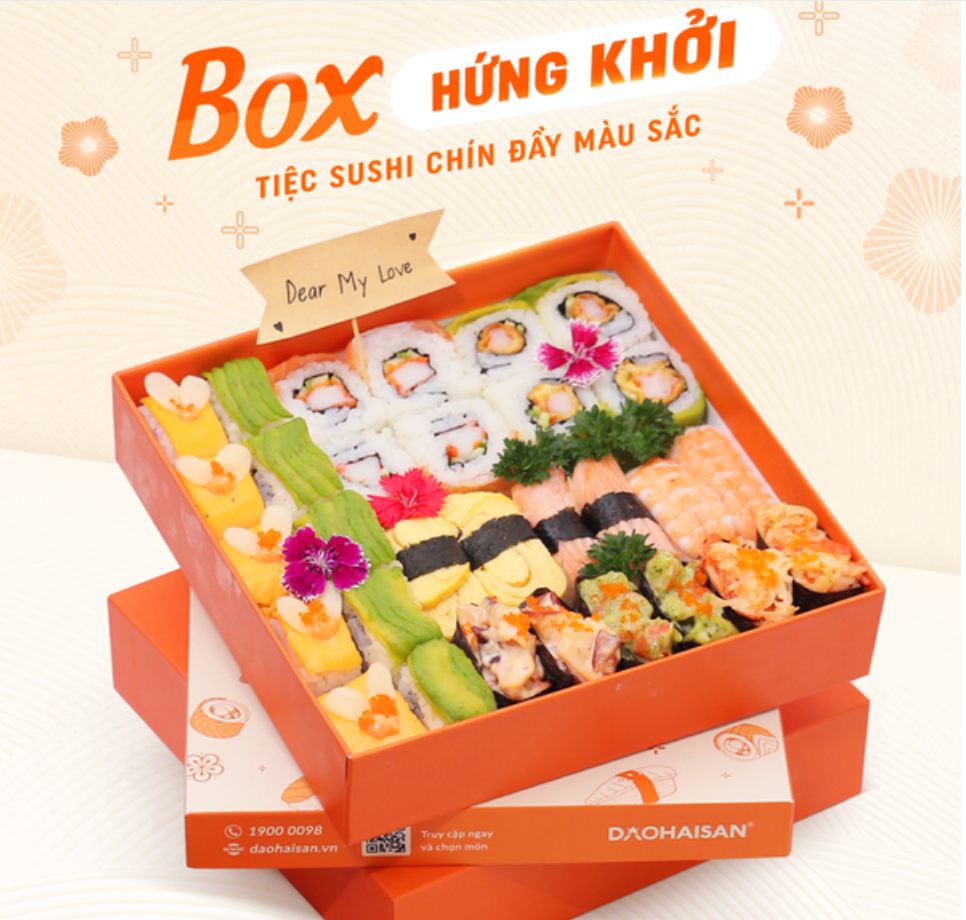 Box HỨNG KHỞI
TIỆC SUSHI CHÍN ĐẦY MÀU SẮC
Dear My Love
1900 0098
daohaisan.vn
Truy cập ngay
và chọn món
DAOHAISAN®